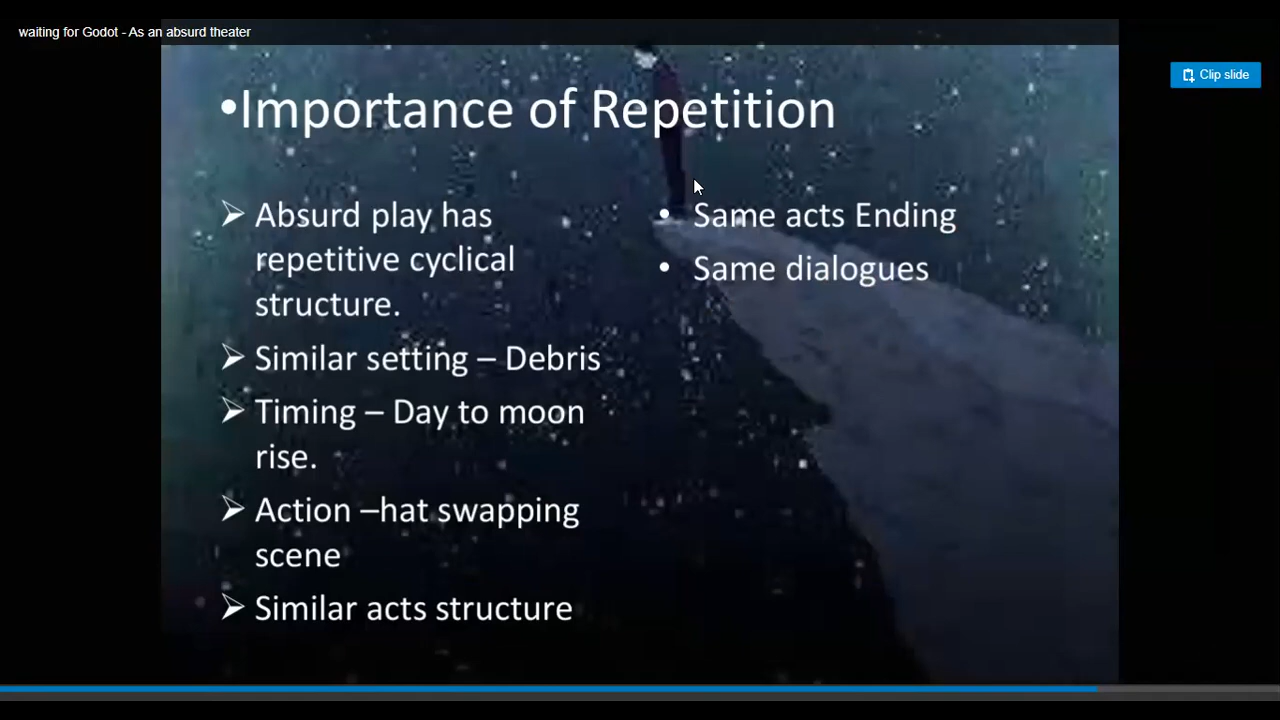 waiting for Godot - As an absurd theater
Clip slide
•Importance of Repetition
➢ Absurd play has
repetitive cyclical
structure.
➢ Similar setting – Debris
➢ Timing – Day to moon
rise.
➢ Action –hat swapping
scene
➢ Similar acts structure
• Same acts Ending
• Same dialogues